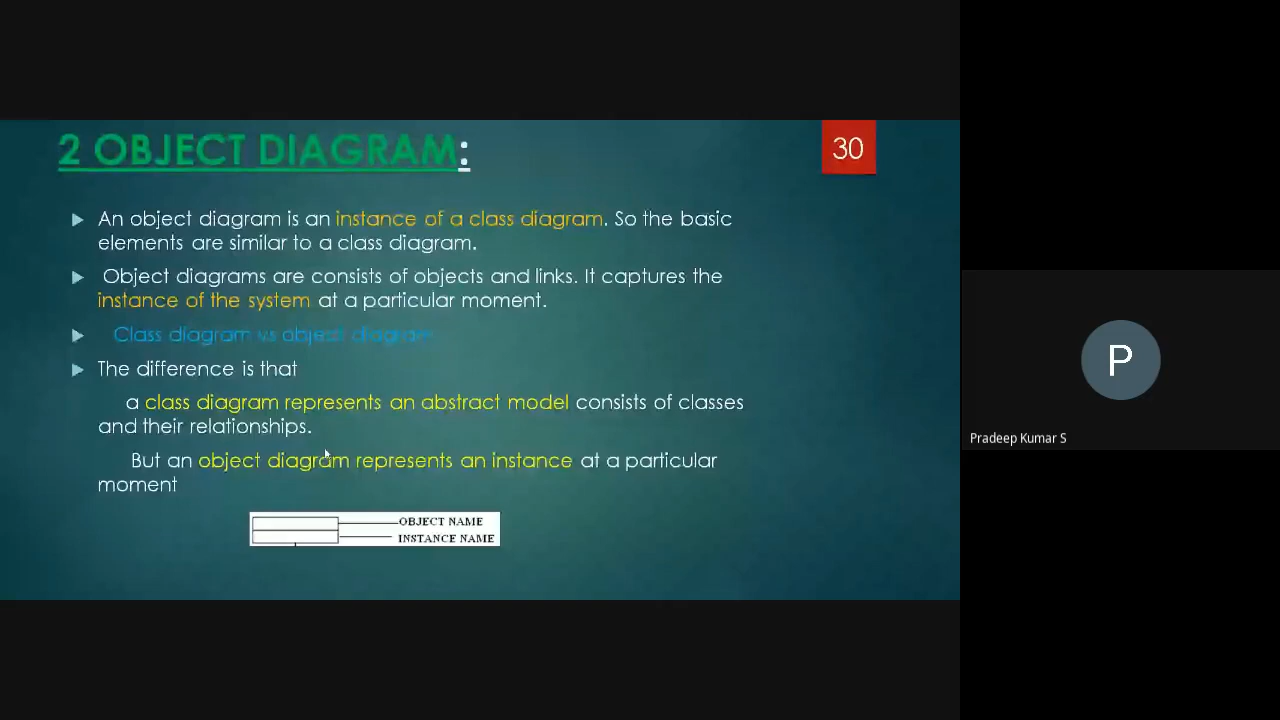 2 OBJECT DIAGRAM:
30
An object diagram is an instance of a class diagram. So the basic
elements are similar to a class diagram.
Object diagrams are consists of objects and links. It captures the
instance of the system at a particular moment.
Class diagram vs object diagram
The difference is that
a class diagram represents an abstract model consists of classes
and their relationships.
But an object diagram represents an instance at a particular
moment
OBJECT NAME
INSTANCE NAME
P
Pradeep Kumar S